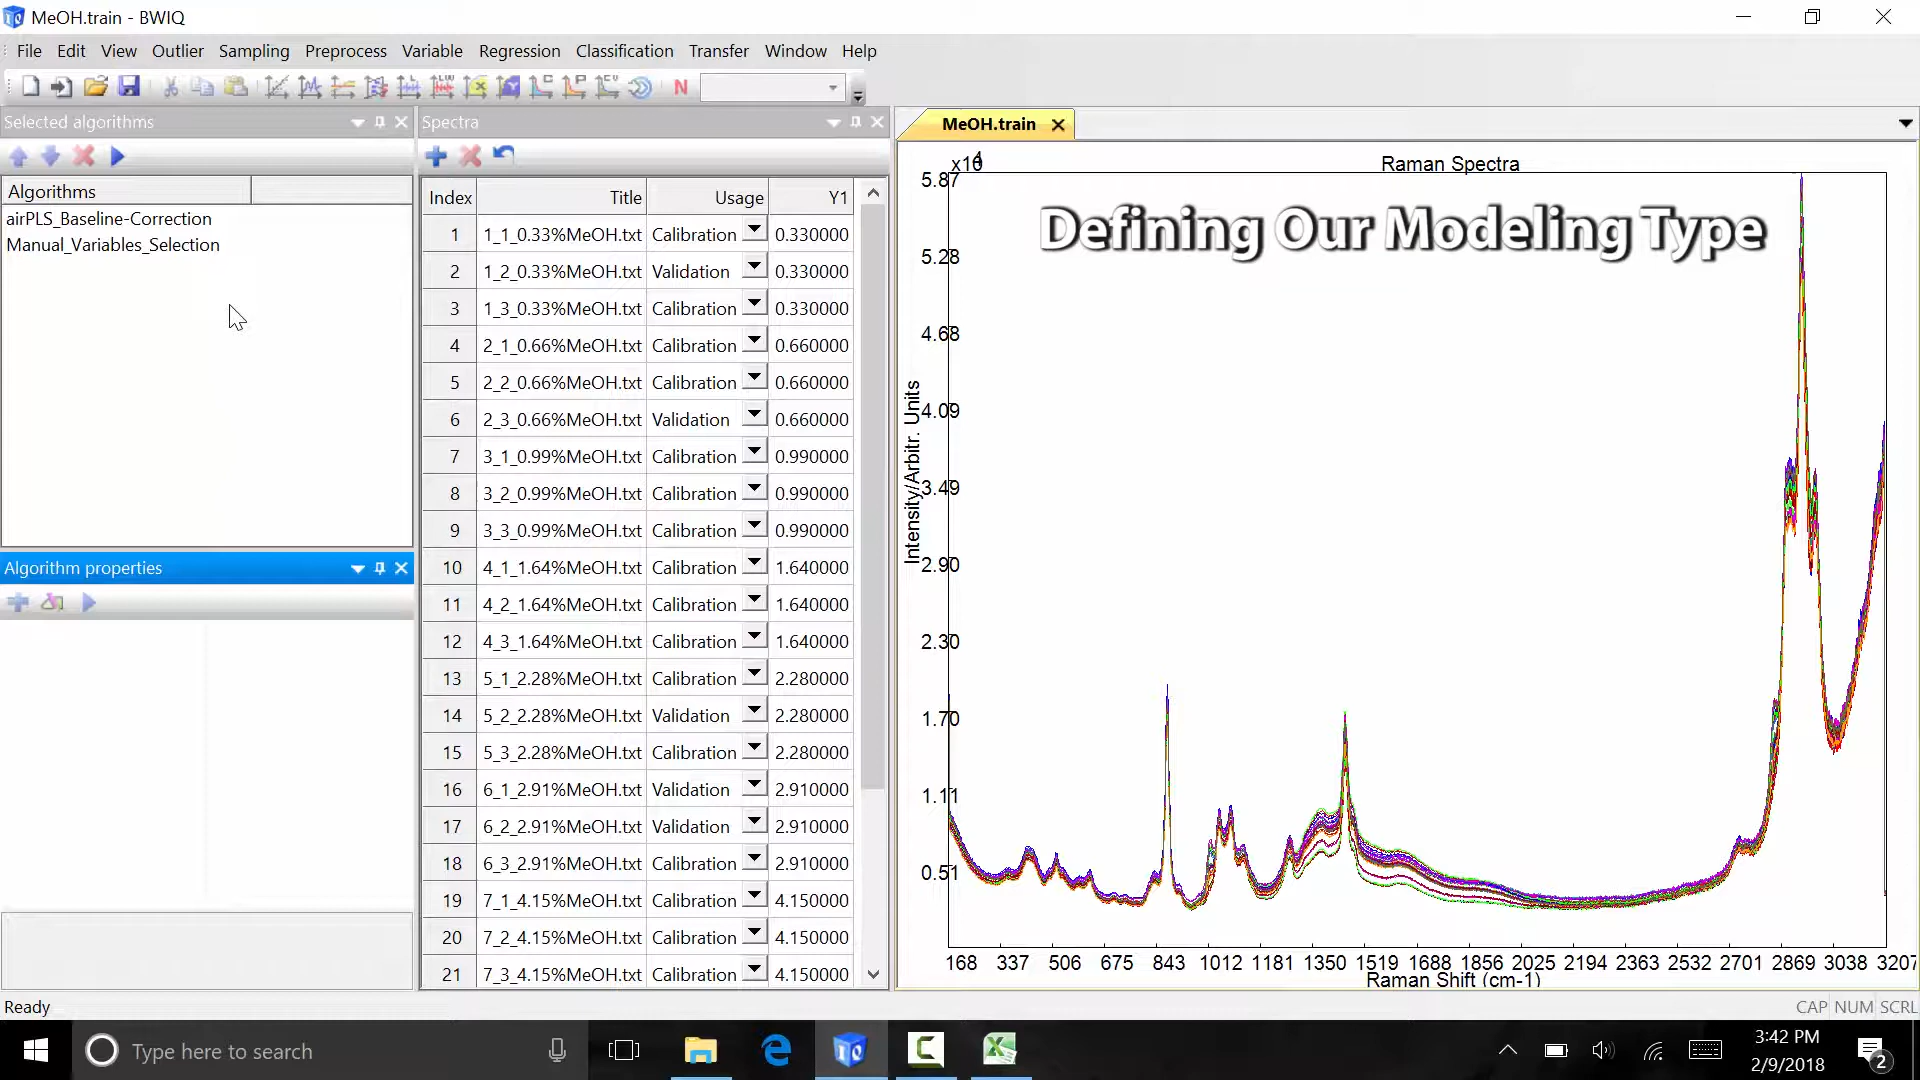 MeOH.train - BWIQ
File Edit View Outlier Sampling Preprocess Variable Regression Classification Transfer Window Help
N
Selected algorithms
Algorithms
airPLS_Baseline-Correction
Manual_Variables_Selection
Algorithm properties
Spectra
Index Title Usage Y1
1 1_1_0.33%MeOH.txt Calibration 0.330000
2 1_2_0.33%MeOH.txt Validation 0.330000
3 1_3_0.33%MeOH.txt Calibration 0.330000
4 2_1_0.66%MeOH.txt Calibration 0.660000
5 2_2_0.66%MeOH.txt Calibration 0.660000
6 2_3_0.66%MeOH.txt Validation 0.660000
7 3_1_0.99%MeOH.txt Calibration 0.990000
8 3_2_0.99%MeOH.txt Calibration 0.990000
9 3_3_0.99%MeOH.txt Calibration 0.990000
10 4_1_1.64%MeOH.txt Calibration 1.640000
11 4_2_1.64%MeOH.txt Calibration 1.640000
12 4_3_1.64%MeOH.txt Calibration 1.640000
13 5_1_2.28%MeOH.txt Calibration 2.280000
14 5_2_2.28%MeOH.txt Validation 2.280000
15 5_3_2.28%MeOH.txt Calibration 2.280000
16 6_1_2.91%MeOH.txt Validation 2.910000
17 6_2_2.91%MeOH.txt Validation 2.910000
18 6_3_2.91%MeOH.txt Calibration 2.910000
19 7_1_4.15%MeOH.txt Calibration 4.150000
20 7_2_4.15%MeOH.txt Calibration 4.150000
21 7_3_4.15%MeOH.txt Calibration 4.150000
MeOH.train
Raman Spectra
x10 4
Defining Our Modeling Type
5.87
5.28
4.68
4.09
3.49
2.90
2.30
1.70
1.11
0.51
Intensity/Arbitr. Units
168 337 506 675 843 1012 1181 1350 1519 1688 1856 2025 2194 2363 2532 2701 2869 3038 3207
Raman Shift (cm-1)
Ready
CAP NUM SCRL
Type here to search
3:42 PM
2/9/2018
2